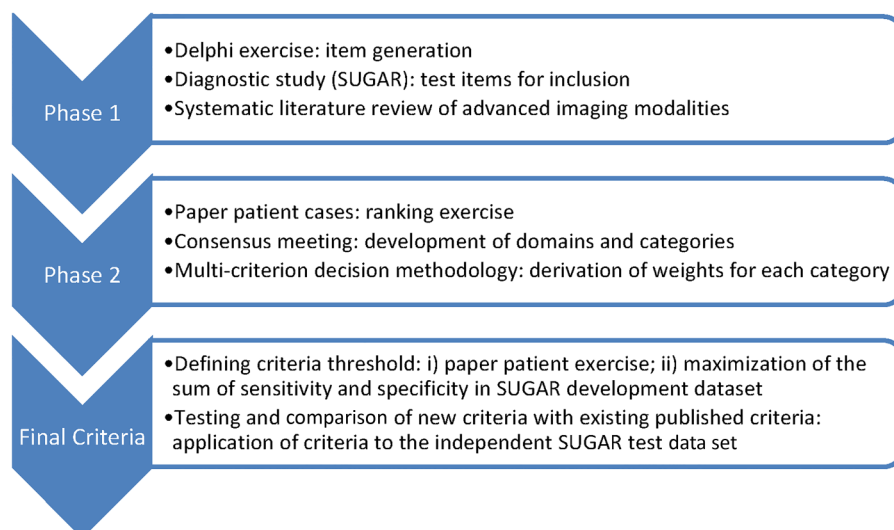 Phase 1
•Delphi exercise: item generation
•Diagnostic study (SUGAR): test items for inclusion
•Systematic literature review of advanced imaging modalities
Phase 2
•Paper patient cases: ranking exercise
•Consensus meeting: development of domains and categories
•Multi-criterion decision methodology: derivation of weights for each category
Final Criteria
•Defining criteria threshold: i) paper patient exercise; ii) maximization of the
sum of sensitivity and specificity in SUGAR development dataset
•Testing and comparison of new criteria with existing published criteria:
application of criteria to the independent SUGAR test data set